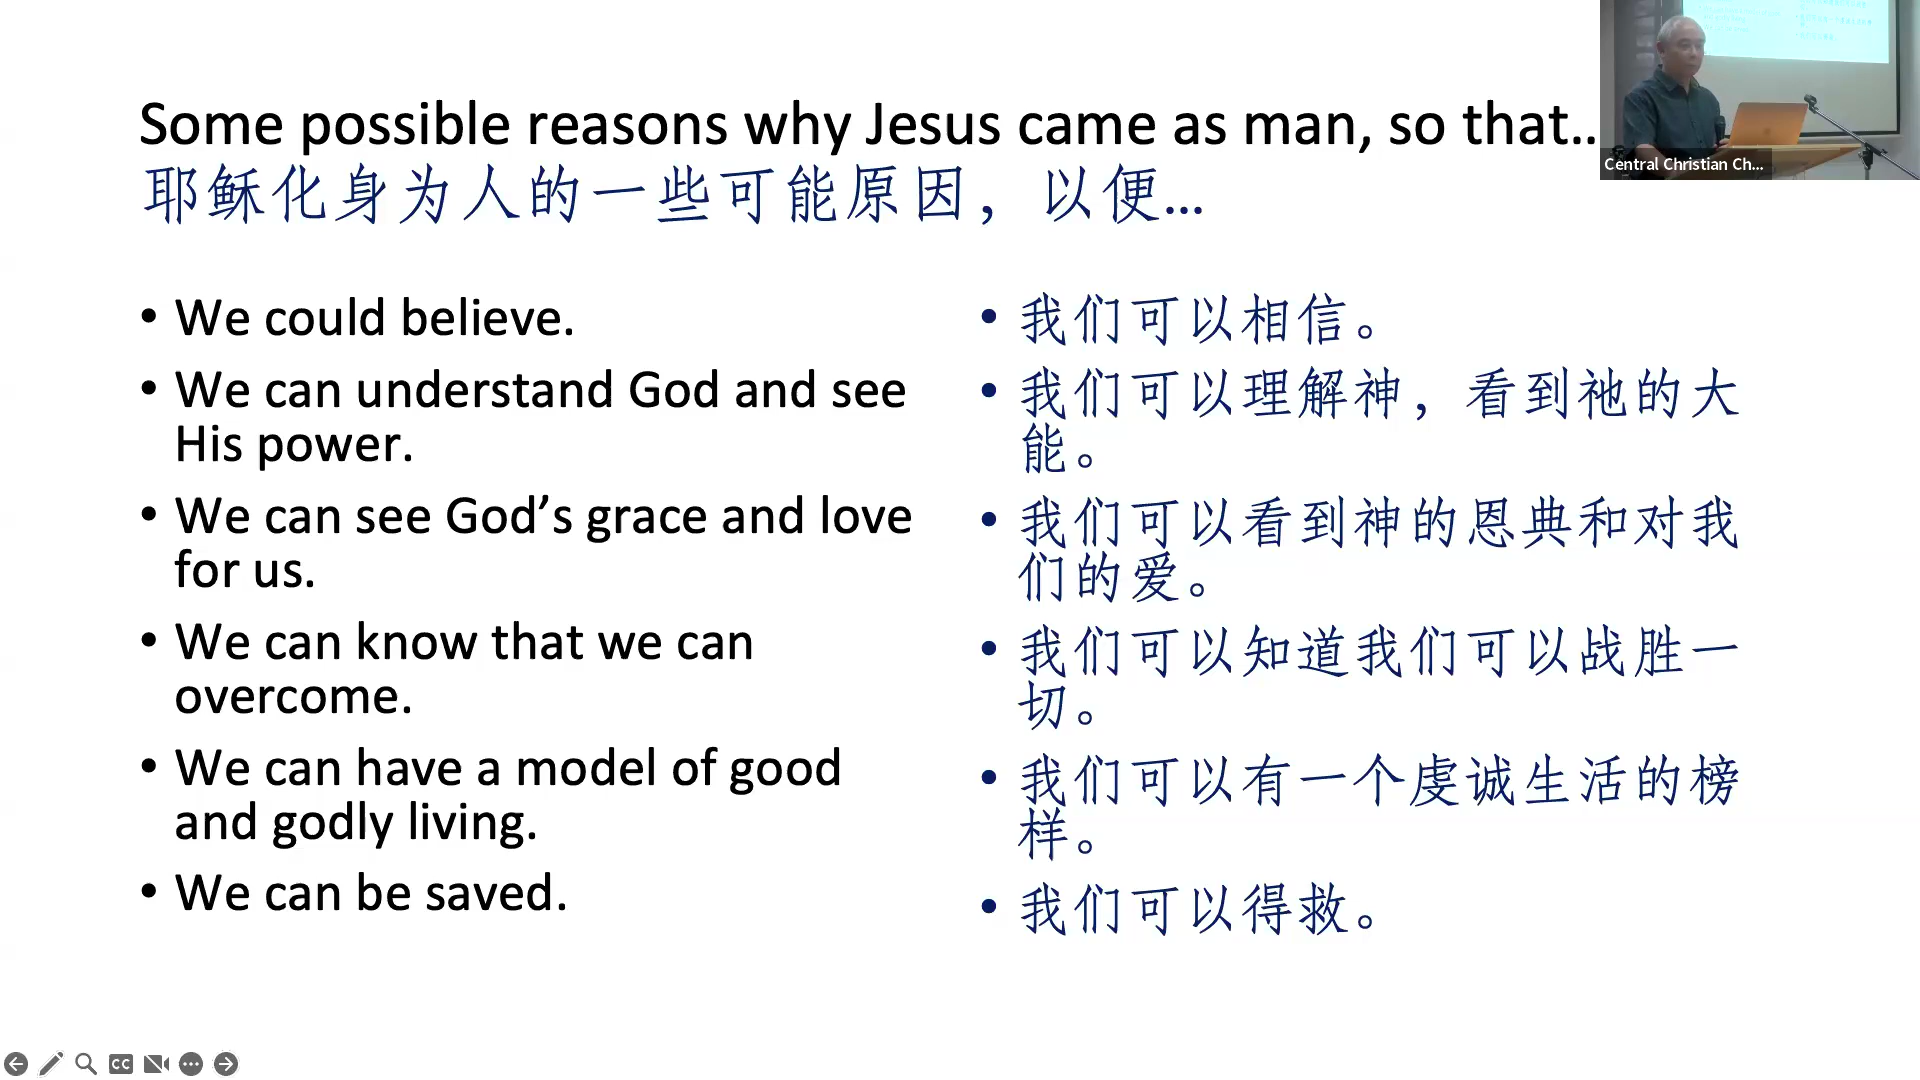 Some possible reasons why Jesus came as man, so that...
耶稣化身为人的一些可能原因，以便...
• We could believe.
• We can understand God and see
His power.
• We can see God’s grace and love
for us.
• We can know that we can
overcome.
• We can have a model of good
and godly living.
• We can be saved.
• 我们可以相信。
• 我们可以理解神，看到祂的大
能。
• 我们可以看到神的恩典和对我
们的爱。
• 我们可以知道我们可以战胜一
切。
• 我们可以有一个虔诚生活的榜
样。
• 我们可以得救。
Central Christian Ch...
CC